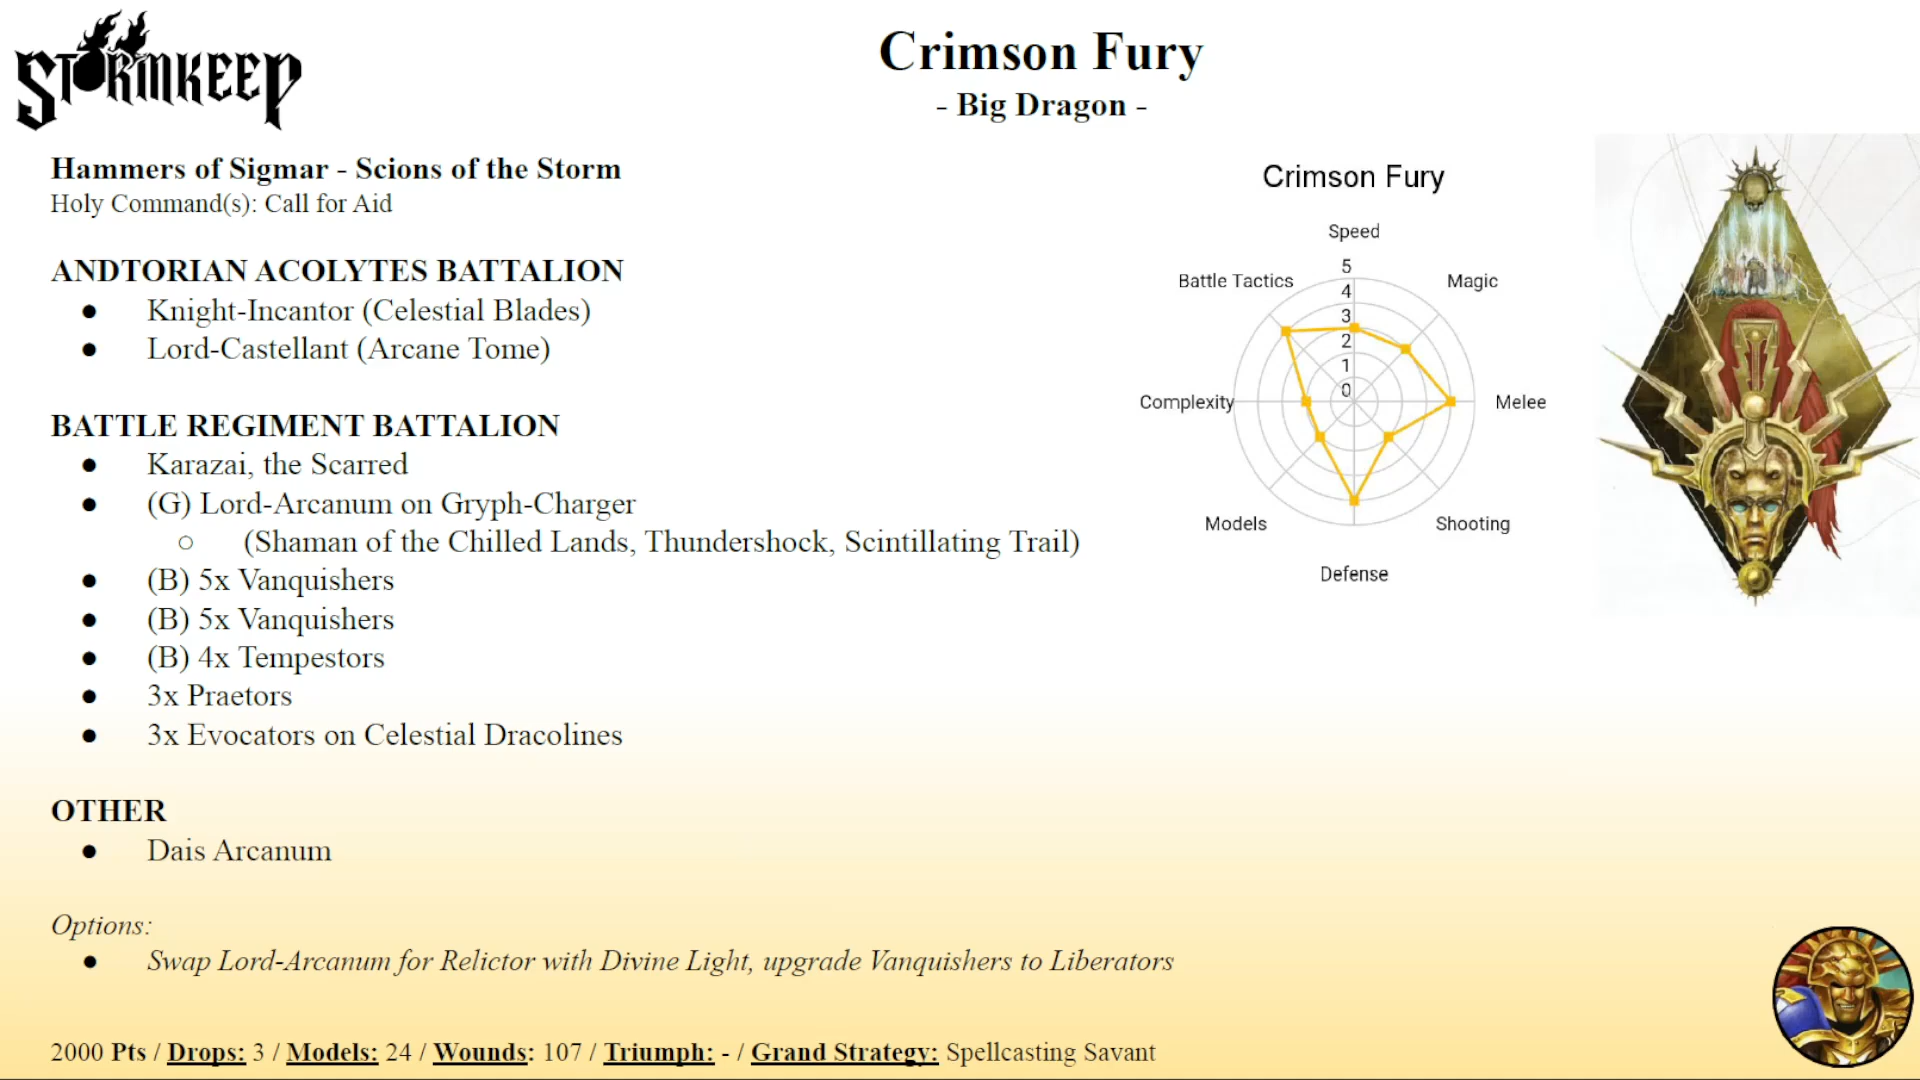 STORMKEEP
Crimson Fury
- Big Dragon -
Hammers of Sigmar - Scions of the Storm
Holy Command(s): Call for Aid
ANDTORIAN ACOLYTES BATTALION
● Knight-Incantor (Celestial Blades)
● Lord-Castellant (Arcane Tome)
BATTLE REGIMENT BATTALION
● Karazai, the Scarred
● (G) Lord-Arcanum on Gryph-Charger
○ (Shaman of the Chilled Lands, Thundershock, Scintillating Trail)
● (B) 5x Vanquishers
● (B) 5x Vanquishers
● (B) 4x Tempestors
● 3x Praetors
● 3x Evocators on Celestial Dracolines
OTHER
● Dais Arcanum
Options:
● Swap Lord-Arcanum for Relictor with Divine Light, upgrade Vanquishers to Liberators
2000 Pts / Drops: 3 / Models: 24 / Wounds: 107 / Triumph: - / Grand Strategy: Spellcasting Savant
Crimson Fury
Speed
Battle Tactics
Magic
5
4
3
2
1
0
Complexity
Melee
Models
Shooting
Defense